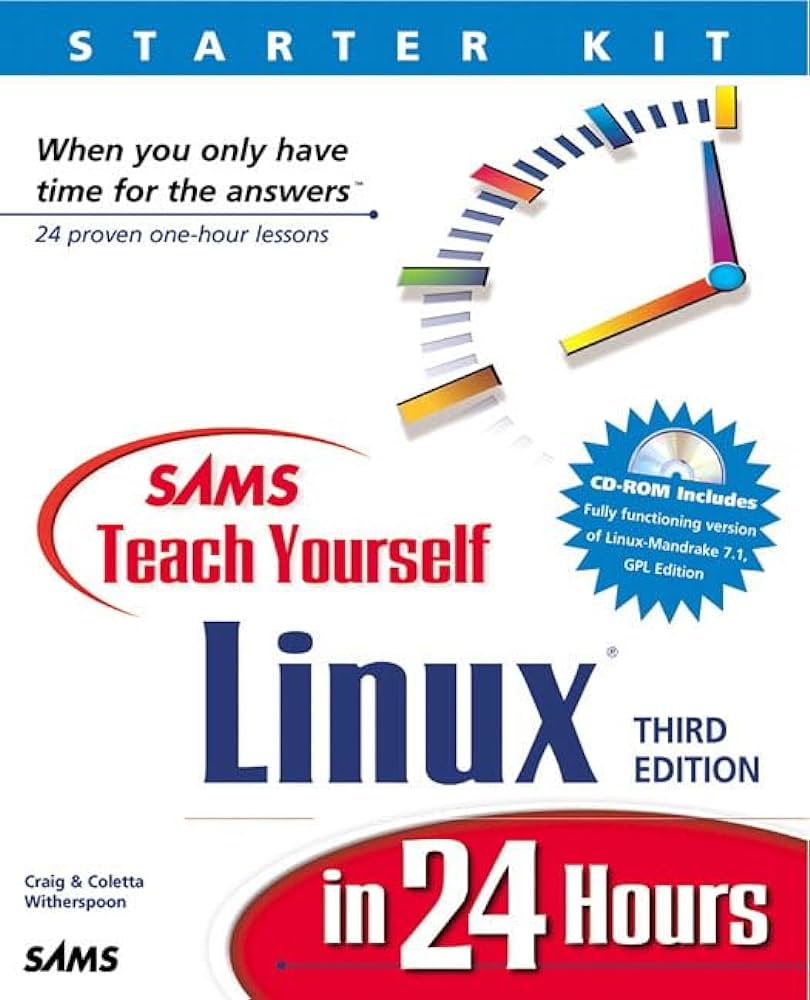 STARTER KIT
When you only have
time for the answers™
24 proven one-hour lessons
CD-ROM Includes
Fully functioning version
of Linux-Mandrake 7.1,
GPL Edition
SAMS
Teach Yourself
Linux®
THIRD
EDITION
in 24 Hours
Craig & Coletta
Witherspoon
SAMS